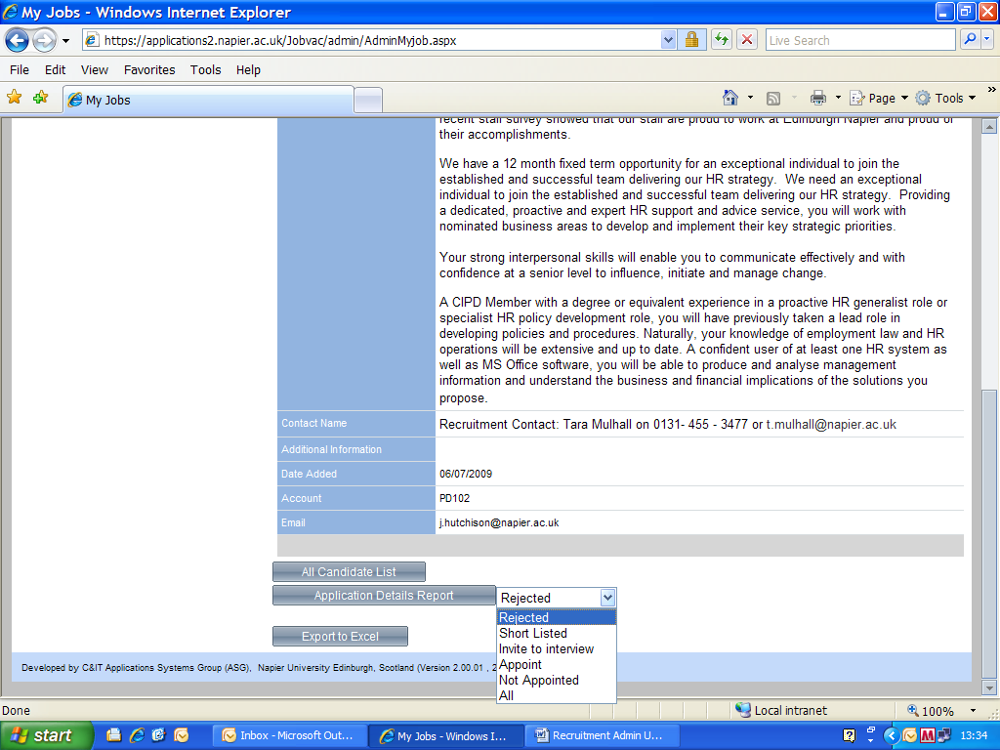 My Jobs - Windows Internet Explorer
https://applications2.napier.ac.uk/Jobvac/admin/AdminMyjob.aspx
Live Search
File Edit View Favorites Tools Help
My Jobs
Page Tools »
recent staff survey showed that our staff are proud to work at Edinburgh Napier and proud of
their accomplishments.
We have a 12 month fixed term opportunity for an exceptional individual to join the
established and successful team delivering our HR strategy. We need an exceptional
individual to join the established and successful team delivering our HR strategy. Providing
a dedicated, proactive and expert HR support and advice service, you will work with
nominated business areas to develop and implement their key strategic priorities.
Your strong interpersonal skills will enable you to communicate effectively and with
confidence at a senior level to influence, initiate and manage change.
A CIPD Member with a degree or equivalent experience in a proactive HR generalist role or
specialist HR policy development role, you will have previously taken a lead role in
developing policies and procedures. Naturally, your knowledge of employment law and HR
operations will be extensive and up to date. A confident user of at least one HR system as
well as MS Office software, you will be able to produce and analyse management
information and understand the business and financial implications of the solutions you
propose.
Contact Name Recruitment Contact: Tara Mulhall on 0131- 455 - 3477 or t.mulhall@napier.ac.uk
Additional Information
Date Added 06/07/2009
Account PD102
Email j.hutchison@napier.ac.uk
All Candidate List
Application Details Report Rejected
Rejected
Short Listed
Invite to interview
Appoint
Not Appointed
All
Export to Excel
Developed by C&IT Applications Systems Group (ASG), Napier University Edinburgh, Scotland (Version 2.00.01 , 2
Done Local intranet 100%
start Inbox - Microsoft Out... My Jobs - Windows I... Recruitment Admin U... 13:34